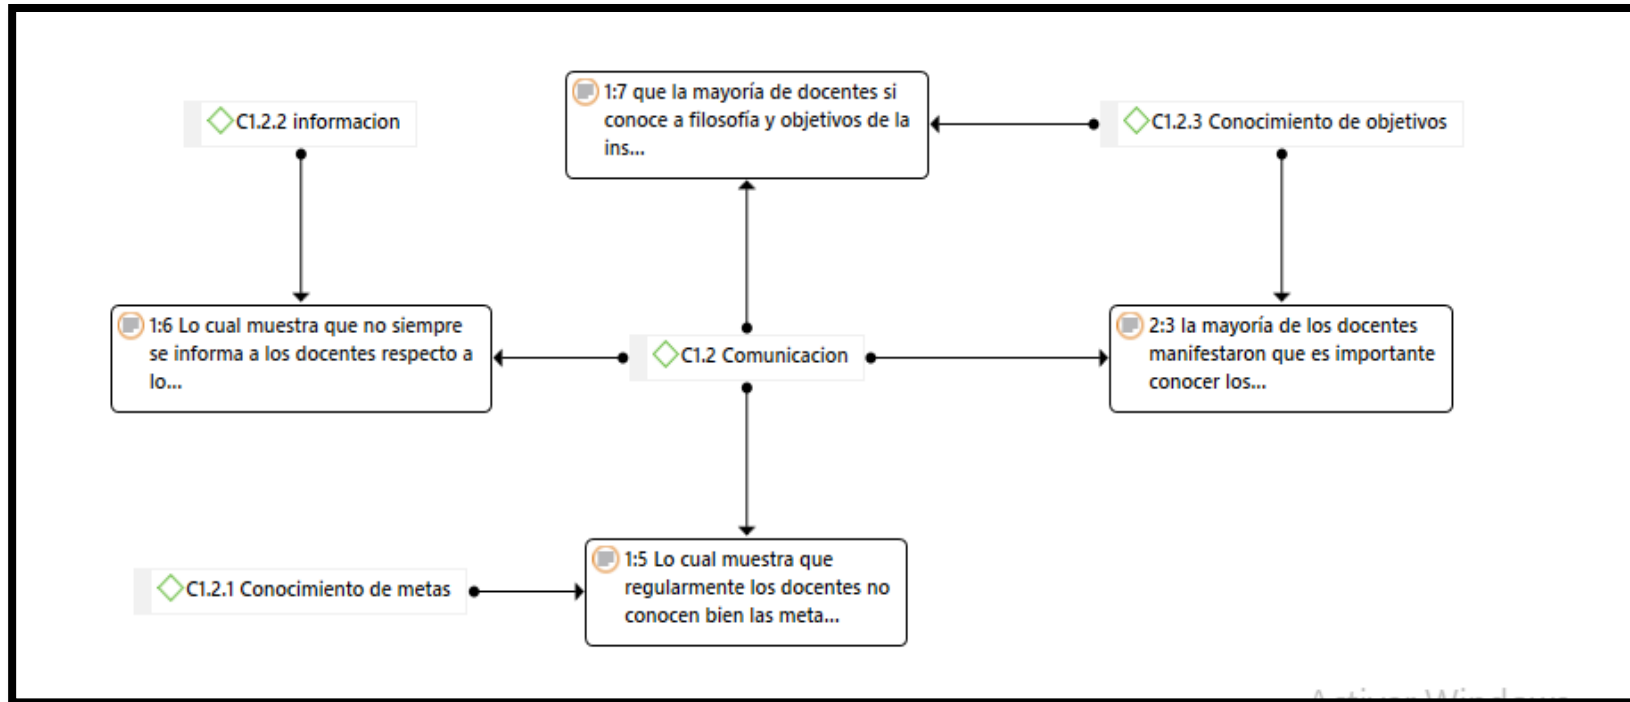 1:7 que la mayoría de docentes si
conoce a filosofía y objetivos de la
ins...
C1.2.2 informacion
C1.2.3 Conocimiento de objetivos
1:6 Lo cual muestra que no siempre
se informa a los docentes respecto a
lo...
C1.2 Comunicacion
2:3 la mayoría de los docentes
manifestaron que es importante
conocer los...
1:5 Lo cual muestra que
regularmente los docentes no
conocen bien las meta...
C1.2.1 Conocimiento de metas
Activar Windows